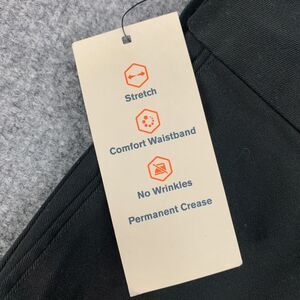 Stretch
Comfort Waistband
No Wrinkles
Permanent Crease